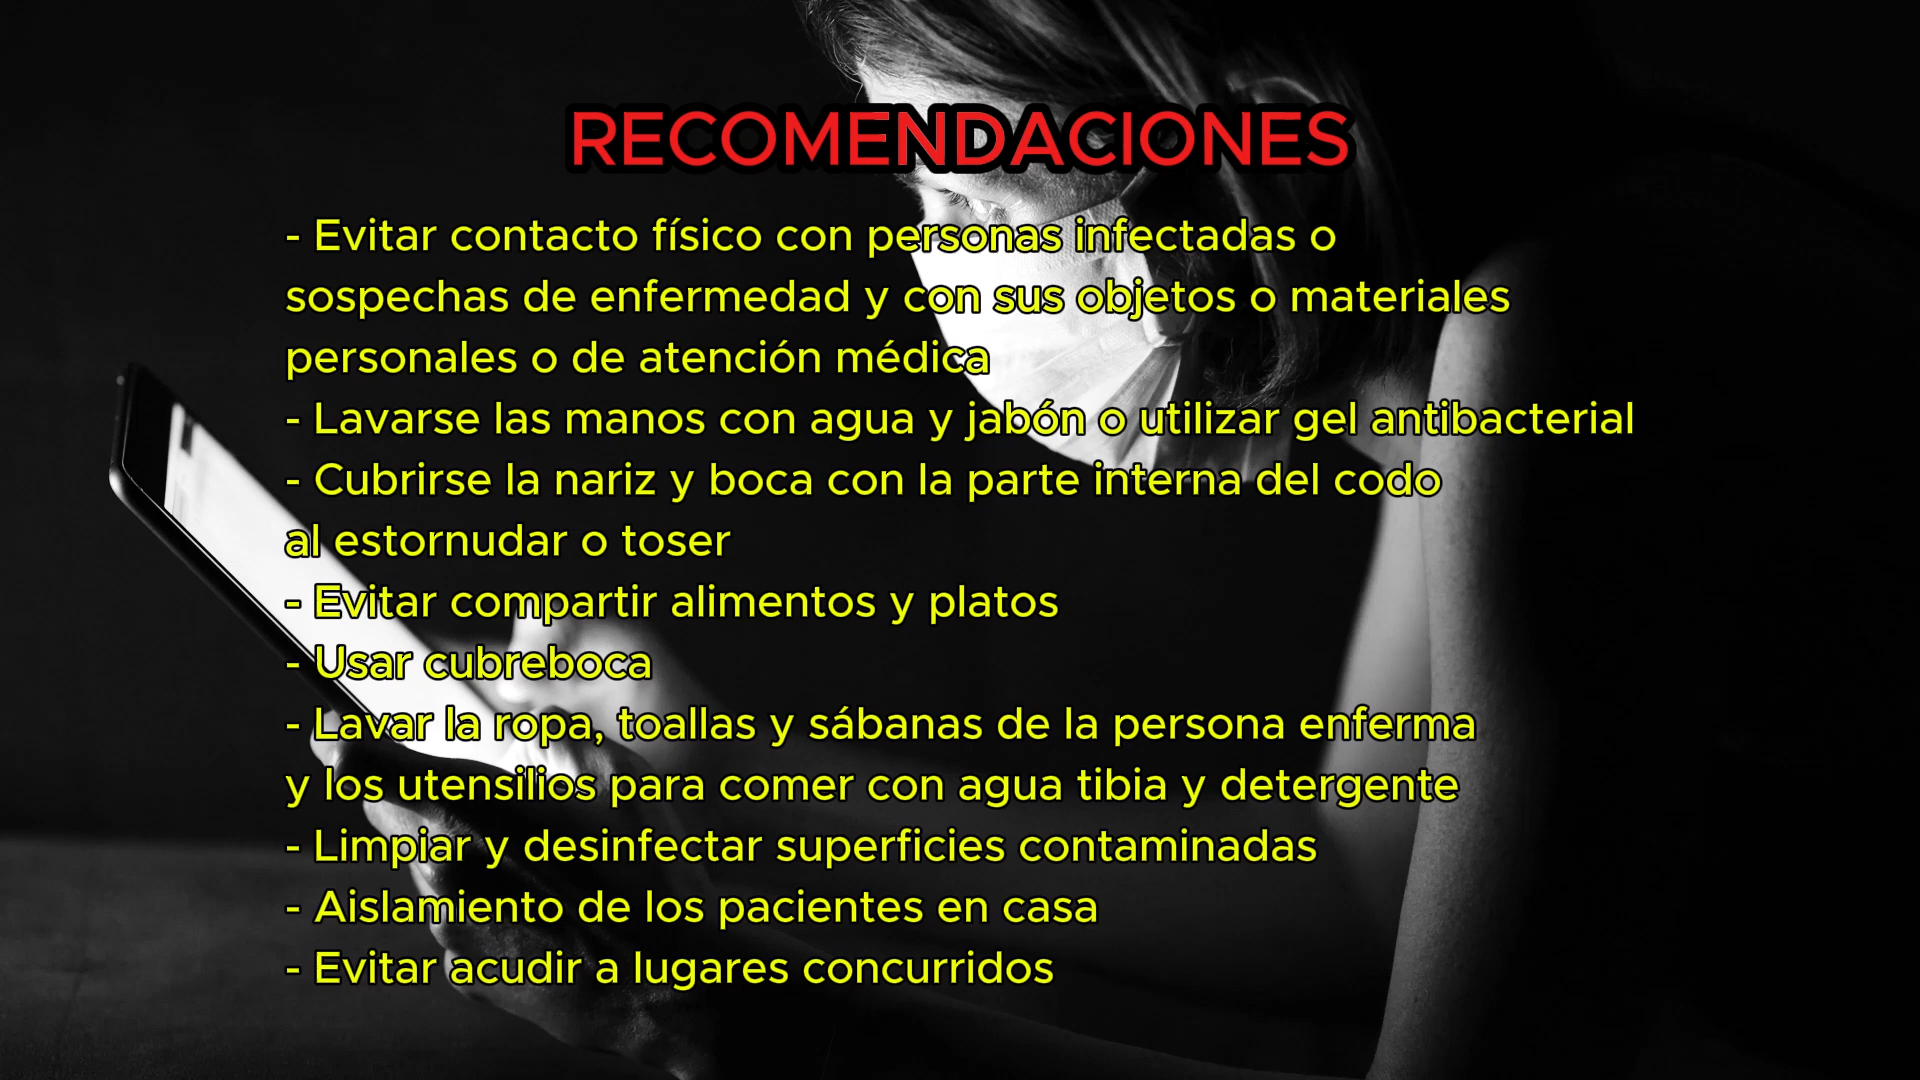 RECOMENDACIONES
- Evitar contacto físico con personas infectadas o
sospechas de enfermedad y con sus objetos o materiales
personales o de atención médica
- Lavarse las manos con agua y jabón o utilizar gel antibacterial
- Cubrirse la nariz y boca con la parte interna del codo
al estornudar o toser
- Evitar compartir alimentos y platos
- Usar cubreboca
- Lavar la ropa, toallas y sábanas de la persona enferma
y los utensilios para comer con agua tibia y detergente
- Limpiar y desinfectar superficies contaminadas
- Aislamiento de los pacientes en casa
- Evitar acudir a lugares concurridos